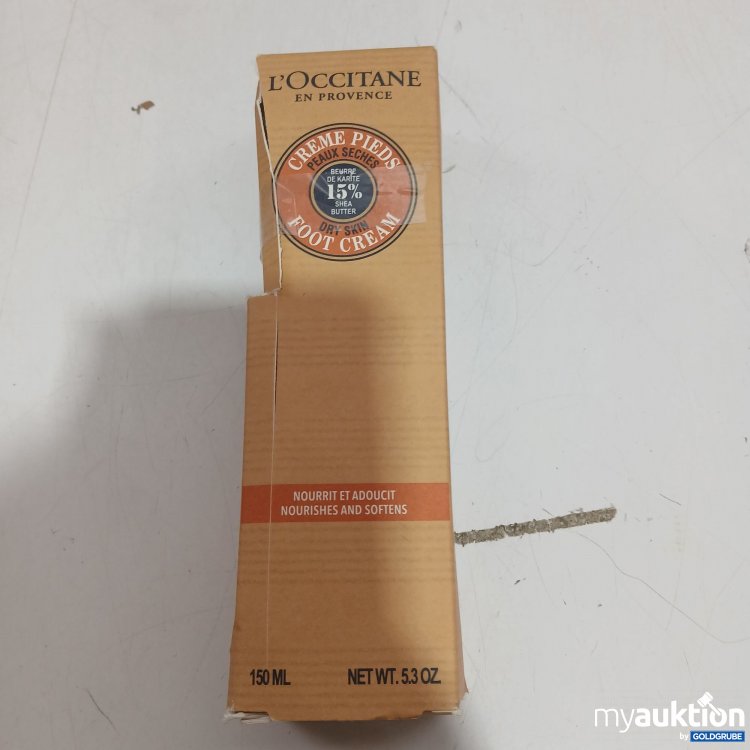 L'OCCITANE
EN PROVENCE
CREME PIEDS
PEAUX SECHES
BEURRE
DE KARITE
15%
SHEA
BUTTER
DRY SKIN
FOOT CREAM
NOURRIT ET ADOUCIT
NOURISHES AND SOFTENS
150 ML NET WT. 5.3 OZ.
myauktion
by GOLDGRUBE